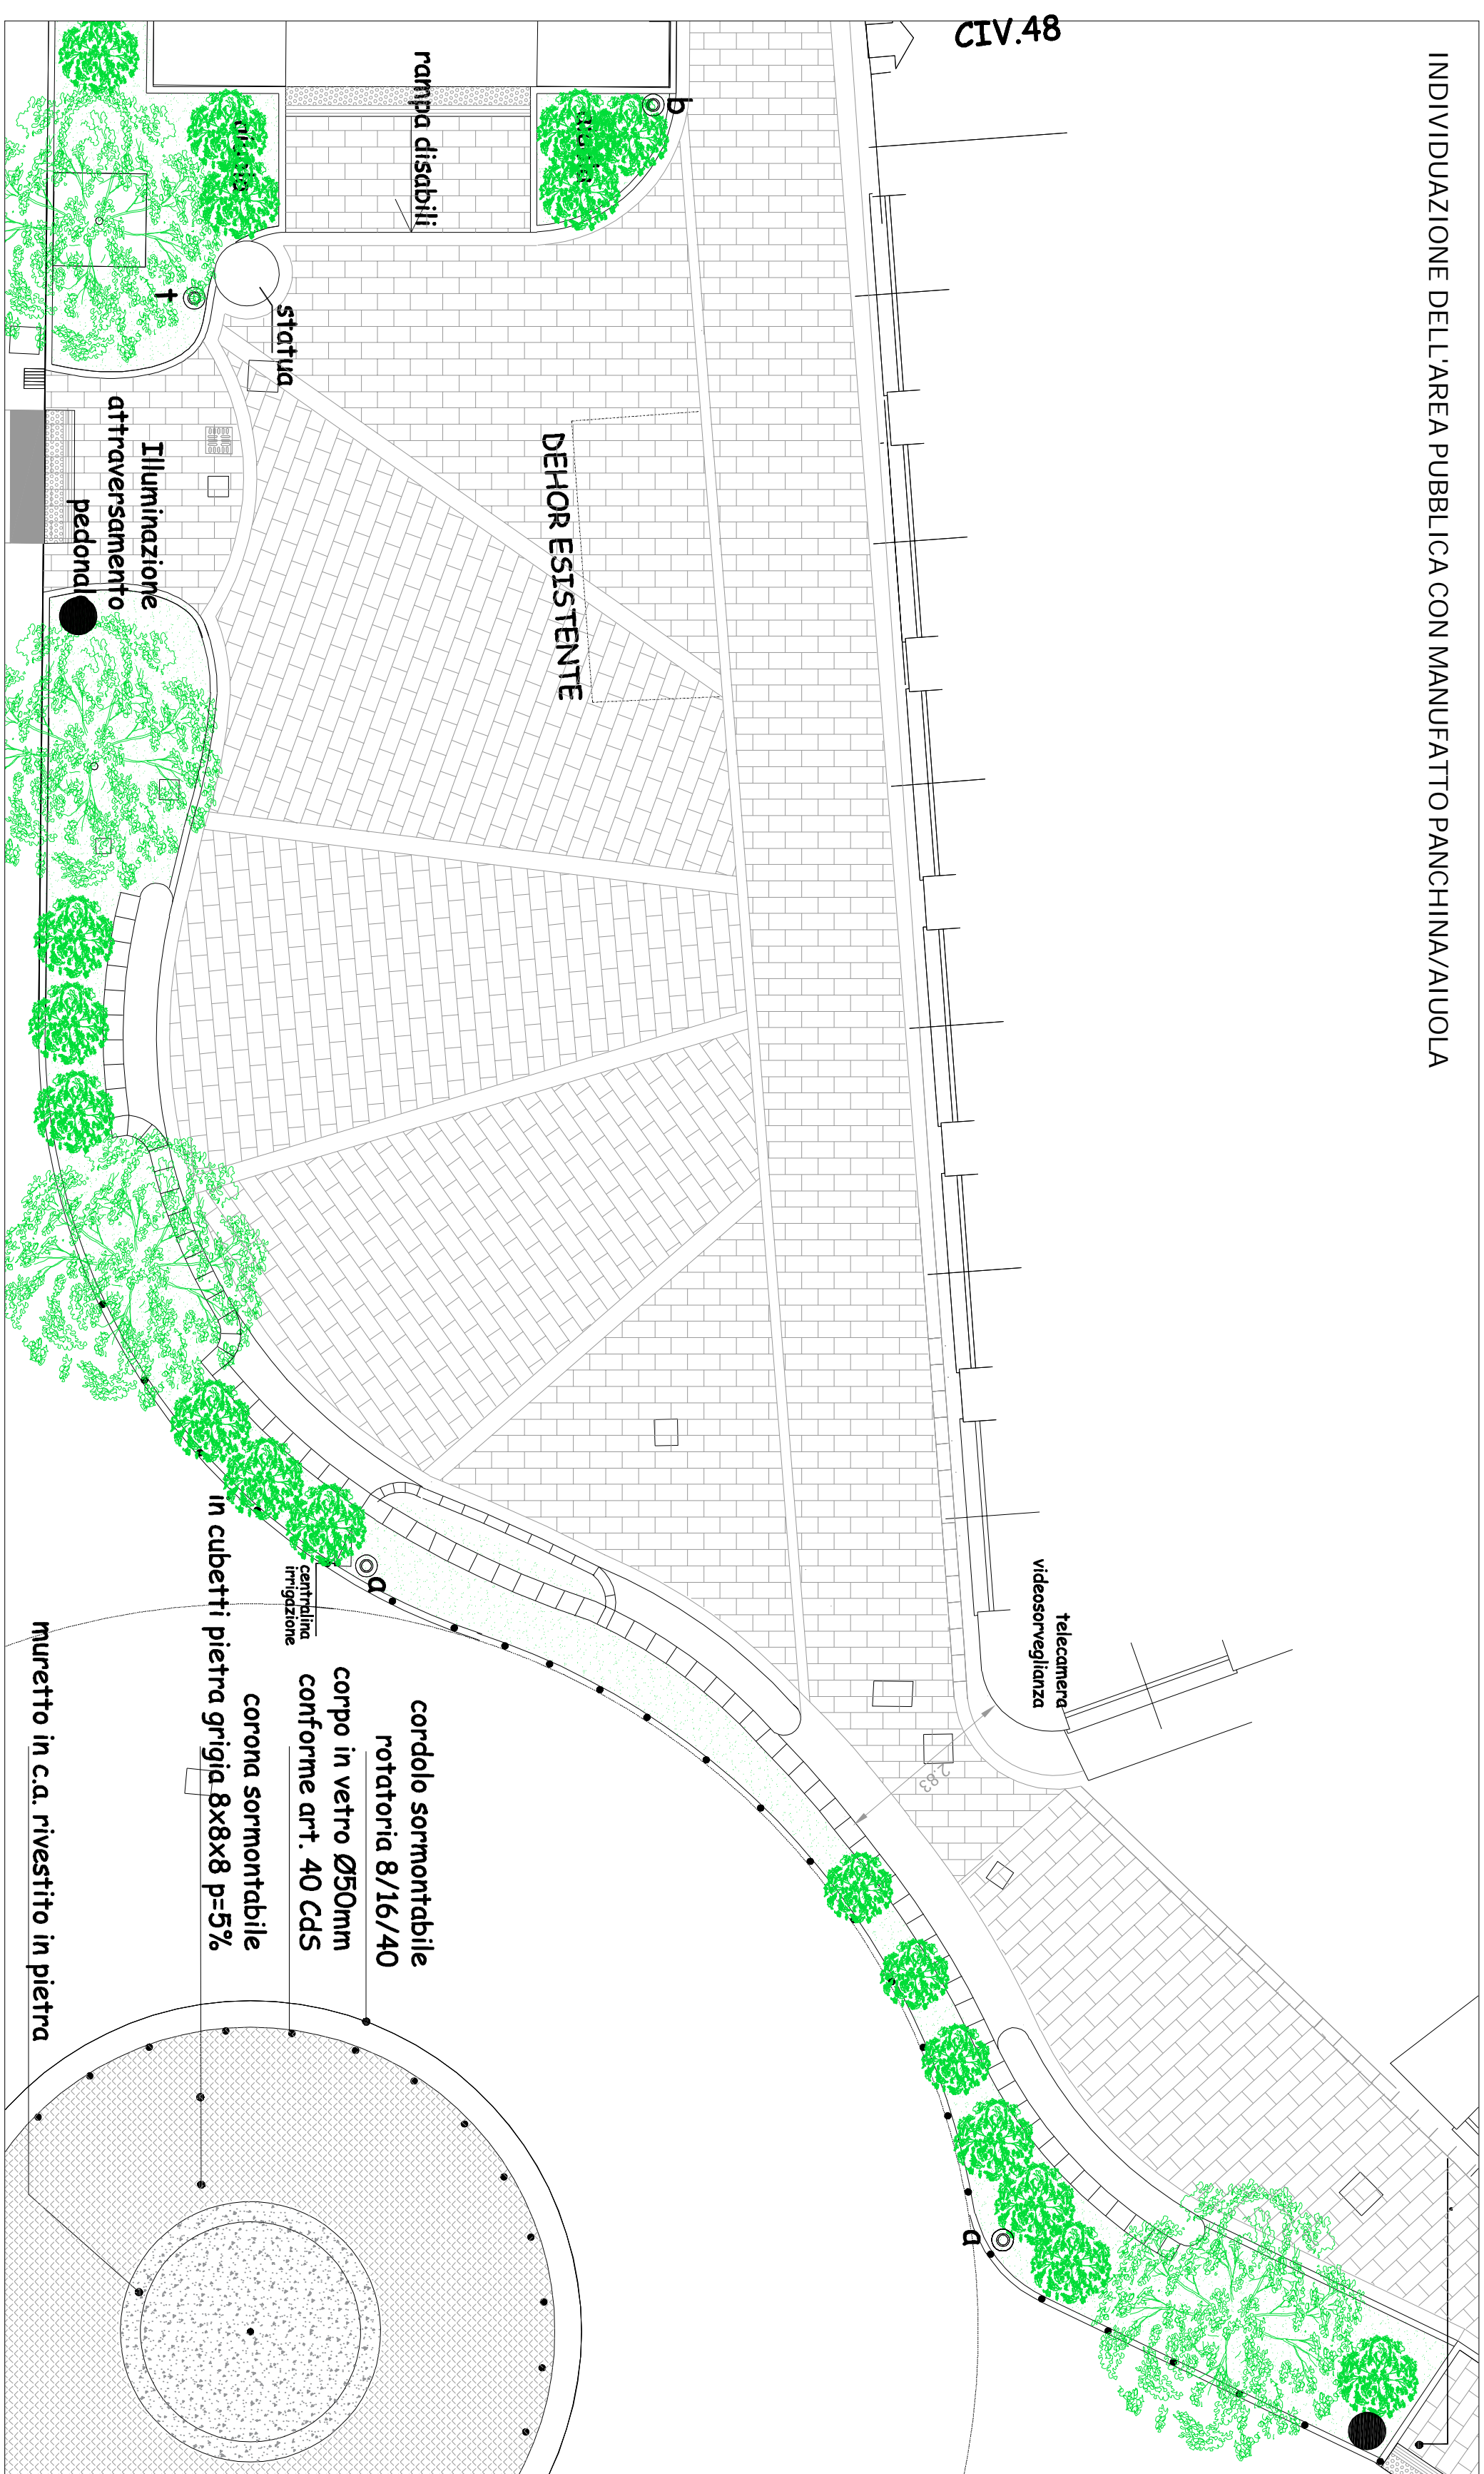 INDIVIDUAZIONE DELL'AREA PUBBLICA CON MANUFATTO PANCHINA/AIUOLA
CIV.48
b
rampa disabili
statua
t
DEHOR ESISTENTE
Illuminazione
attraversamento
pedonal
telecamera
videosorveglianza
2.83
a
centralina
irrigazione
cordolo sormontabile
rotatoria 8/16/40
corpo in vetro Ø50mm
conforme art. 40 CdS
corona sormontabile
in cubetti pietra grigia 8x8x8 p=5%
muretto in c.a. rivestito in pietra
a